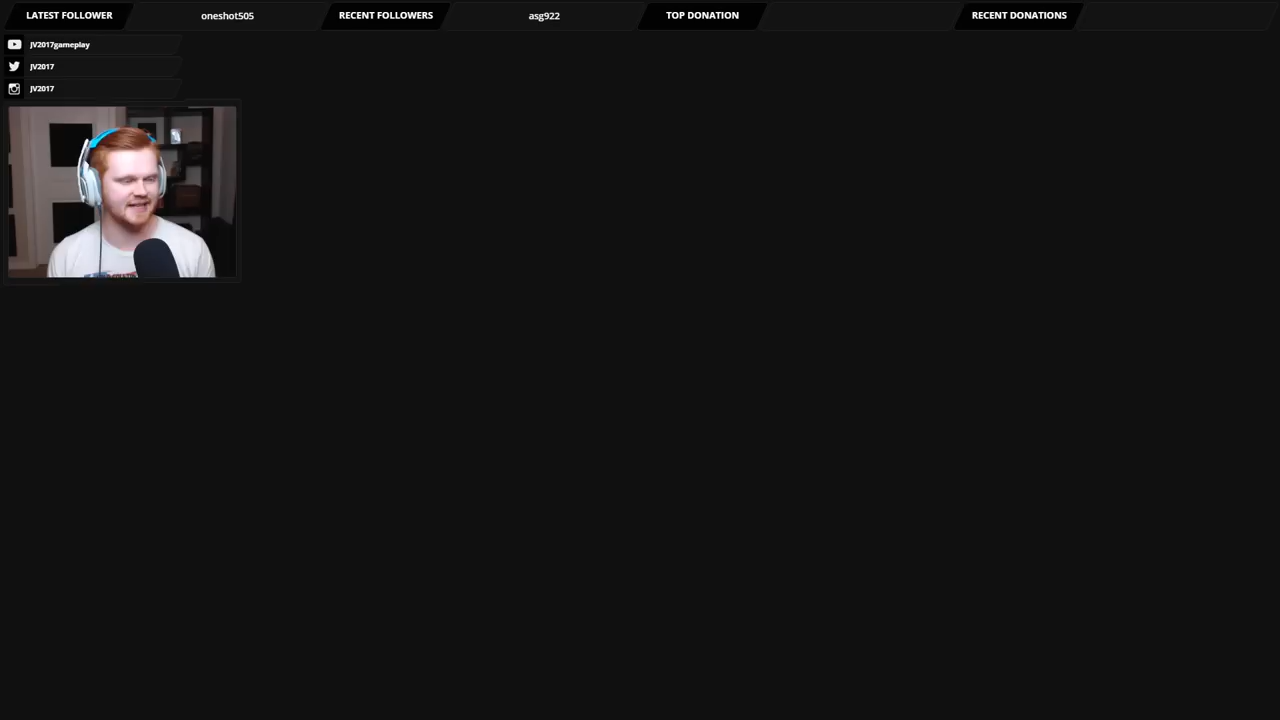 LATEST FOLLOWER oneshot505 RECENT FOLLOWERS asg922 TOP DONATION RECENT DONATIONS
JV2017gameplay
JV2017
JV2017